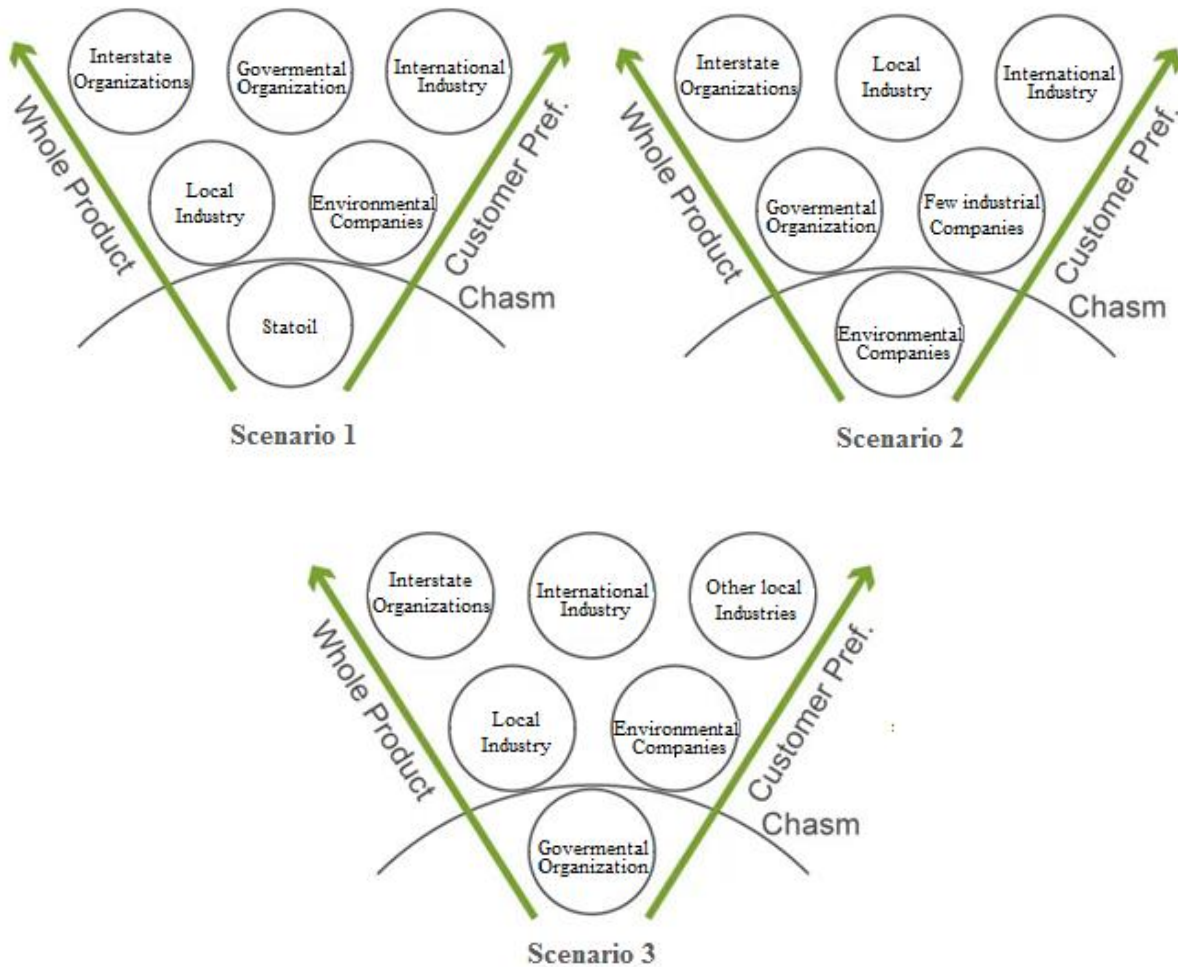 Interstate
Organizations
Govermental
Organization
International
Industry
Whole Product
Customer Pref.
Local
Industry
Environmental
Companies
Chasm
Statoil
Scenario 1
Interstate
Organizations
Local
Industry
International
Industry
Whole Product
Customer Pref.
Govermental
Organization
Few industrial
Companies
Chasm
Environmental
Companies
Scenario 2
Interstate
Organizations
International
Industry
Other local
Industries
Whole Product
Customer Pref.
Local
Industry
Environmental
Companies
:
Chasm
Govermental
Organization
Scenario 3